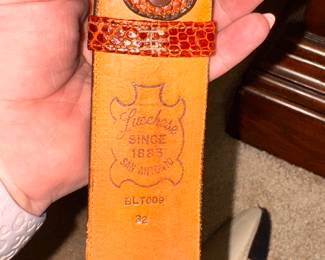 Lucchese
SINCE
1883
SAN ANTONIO
BLT009
32